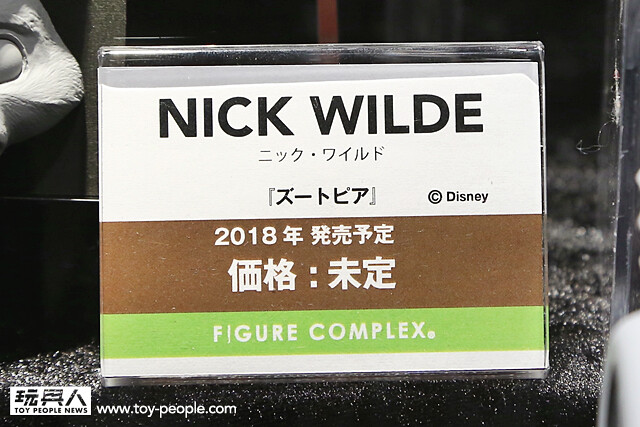 NICK WILDE
ニック・ワイルド
『ズートピア』 © Disney
2018年 発売予定
価格：未定
FIGURE COMPLEX.
玩具人
TOY PEOPLE NEWS www.toy-people.com